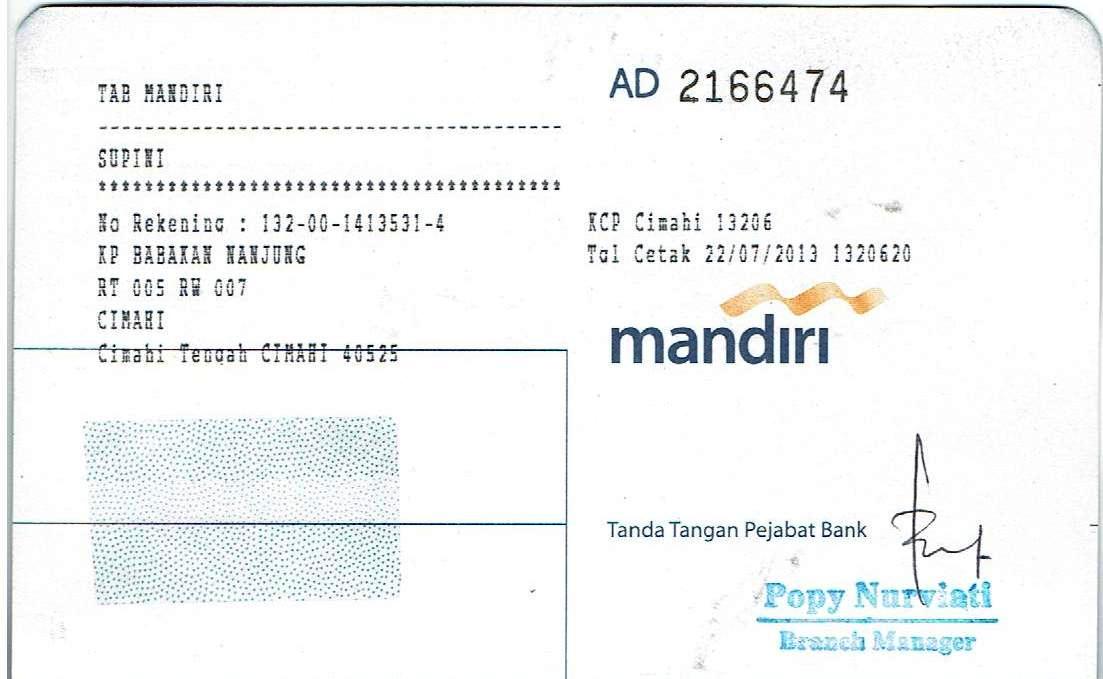 TAB MANDIRI
----------------------------------------
SUPINI
****************************************
No Rekening : 132-00-1413531-4
KP BABAKAN NANJUNG
RT 005 RW 007
CIMAHI
Cimahi Tengah CIMAHI 40525
AD 2166474
KCP Cimahi 13206
Tgl Cetak 22/07/2013 1320620
mandiri
Tanda Tangan Pejabat Bank
Popy Nurviati
Branch Manager